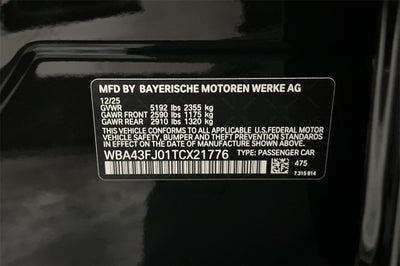 MFD BY BAYERISCHE MOTOREN WERKE AG
12/25
GVWR 5192 lbs 2355 kg
GAWR FRONT 2590 lbs 1175 kg
GAWR REAR 2910 lbs 1320 kg
THIS VEHICLE CONFORMS TO ALL APPLICABLE U.S. FEDERAL MOTOR
VEHICLE SAFETY, BUMPER AND THEFT PREVENTION STANDARDS
IN EFFECT ON THE DATE OF MANUFACTURE SHOWN ABOVE.
WBA43FJ01TCX21776 TYPE: PASSENGER CAR
475
7 315 814